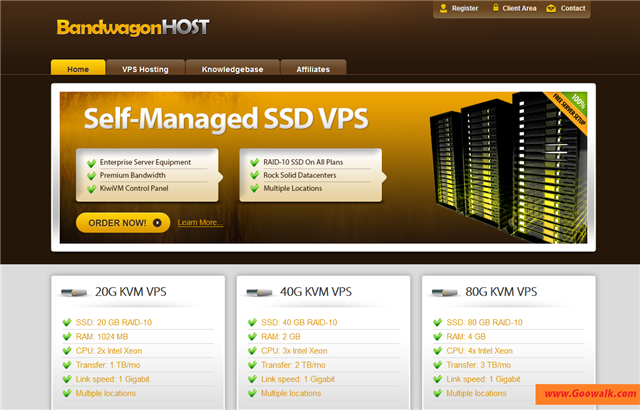 Register
Client Area
Contact
BandwagonHOST
Home
VPS Hosting
Knowledgebase
Affiliates
Self-Managed SSD VPS
100%
FREE SERVER SETUP
Enterprise Server Equipment
Premium Bandwidth
KiwiVM Control Panel
RAID-10 SSD On All Plans
Rock Solid Datacenters
Multiple Locations
ORDER NOW!
Learn More...
20G KVM VPS
SSD: 20 GB RAID-10
RAM: 1024 MB
CPU: 2x Intel Xeon
Transfer: 1 TB/mo
Link speed: 1 Gigabit
Multiple locations
40G KVM VPS
SSD: 40 GB RAID-10
RAM: 2 GB
CPU: 3x Intel Xeon
Transfer: 2 TB/mo
Link speed: 1 Gigabit
Multiple locations
80G KVM VPS
SSD: 80 GB RAID-10
RAM: 4 GB
CPU: 4x Intel Xeon
Transfer: 3 TB/mo
Link speed: 1 Gigabit
Multiple locations
www.Goowalk.com